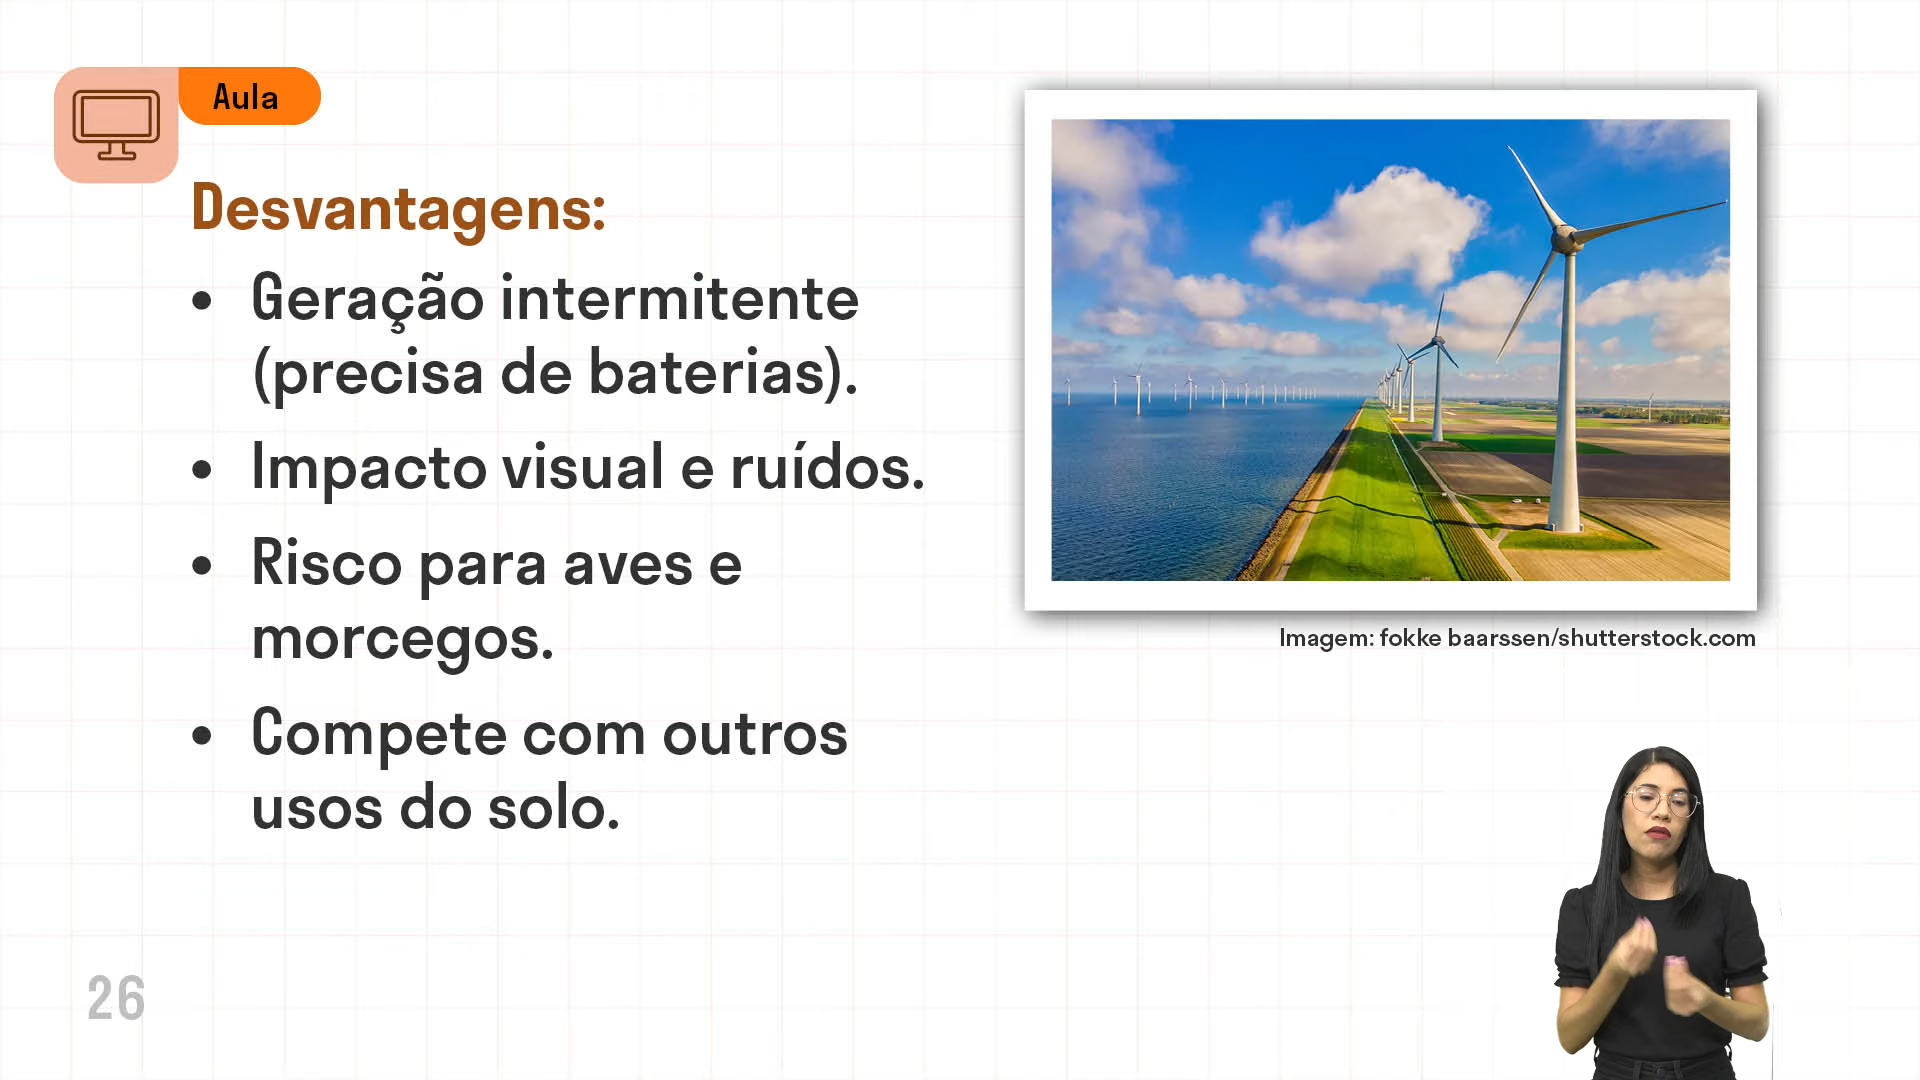 Aula
Desvantagens:
• Geração intermitente
(precisa de baterias).
• Impacto visual e ruídos.
• Risco para aves e
morcegos.
• Compete com outros
usos do solo.
Imagem: fokke baarssen/shutterstock.com
26